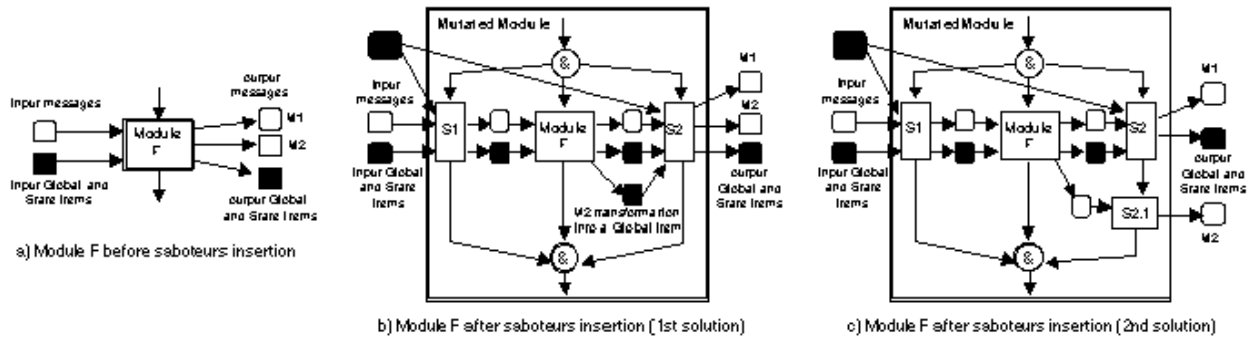 Input messages
output
messages
M1
Module
F
M2
Input Global and
State Items
output Global
and State Items
a) Module F before saboteurs insertion
Mutated Module
&
Input
messages
S1
Module
F
S2
M1
M2
Input Global
and State
Items
output Global
and State Items
M2 transformation
into a Global Item
&
b) Module F after saboteurs insertion (1st solution)
Mutated Module
&
Input
messages
S1
Module
F
S2
M1
Input Global
and State
Items
output
Global and
State Items
S2.1
M2
&
c) Module F after saboteurs insertion (2nd solution)